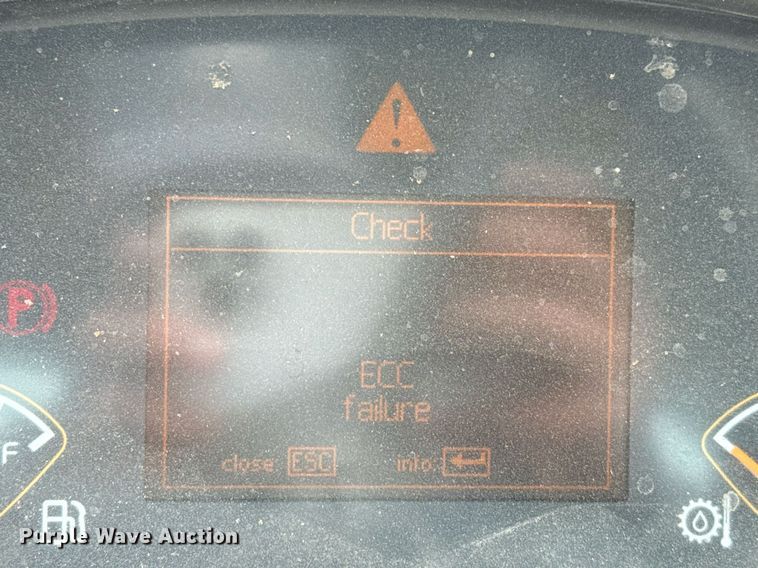 Check
P
ECC
failure
close ESC info
F
Purple Wave Auction